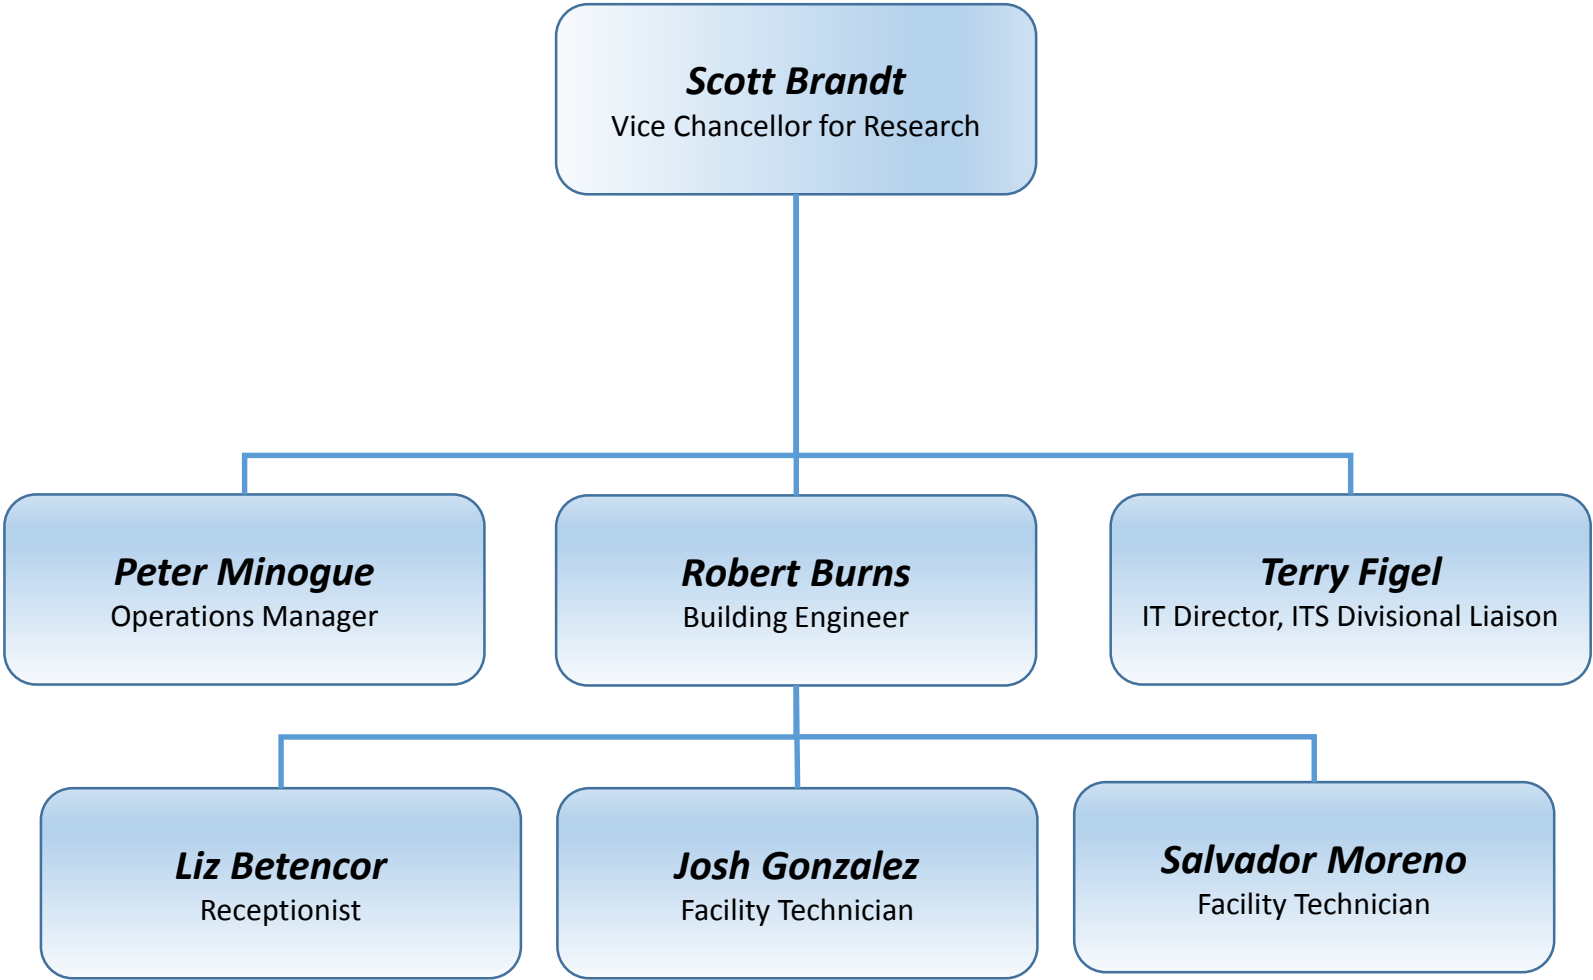 Scott Brandt
Vice Chancellor for Research
Peter Minogue
Operations Manager
Robert Burns
Building Engineer
Terry Figel
IT Director, ITS Divisional Liaison
Liz Betencor
Receptionist
Josh Gonzalez
Facility Technician
Salvador Moreno
Facility Technician